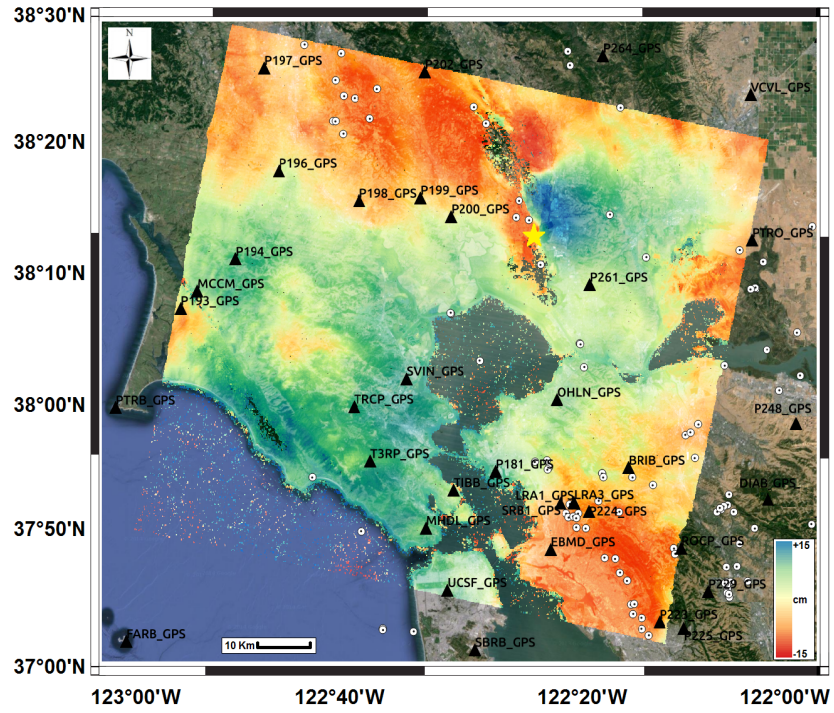 38°30'N
N
P197_GPS
P202_GPS
P264_GPS
VCVL_GPS
38°20'N
P196_GPS
P198_GPS
P199_GPS
P200_GPS
PTRO_GPS
38°10'N
P194_GPS
P261_GPS
MCCM_GPS
P193_GPS
SVIN_GPS
38°00'N
PTRB_GPS
TRCP_GPS
OHLN_GPS
P248_GPS
T3RP_GPS
P181_GPS
BRIB_GPS
TIBB_GPS
LRA1_GPS
LRA3_GPS
DIAB_GPS
SRB1_GPS
P224_GPS
37°50'N
MHDL_GPS
EBMD_GPS
ROCP_GPS
+15
cm
-15
UCSF_GPS
P229_GPS
FARB_GPS
10 Km
SBRB_GPS
P223_GPS
P225_GPS
37°00'N
123°00'W
122°40'W
122°20'W
122°00'W